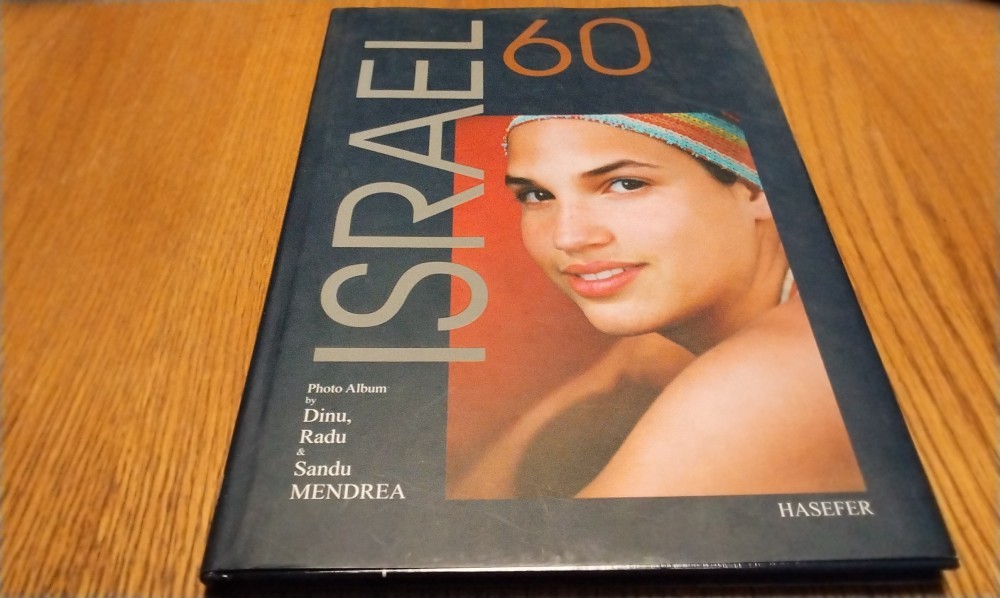 ISRAEL
60
Photo Album
by
Dinu,
Radu
&
Sandu
MENDREA
HASEFER